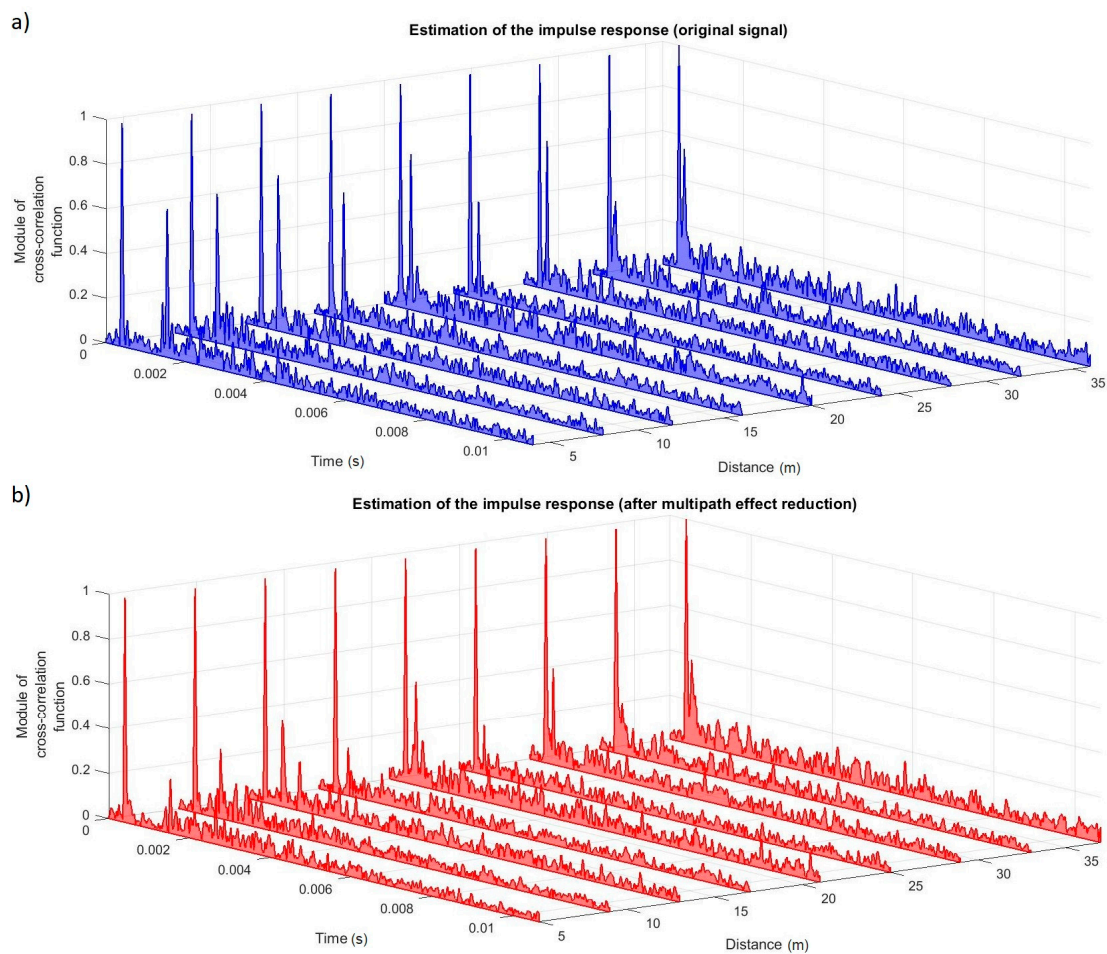 a)
Estimation of the impulse response (original signal)
1
0.8
0.6
0.4
0.2
0
Module of
cross-correlation
function
0
0.002
0.004
0.006
0.008
0.01
Time (s)
5
10
15
20
25
30
35
Distance (m)
b)
Estimation of the impulse response (after multipath effect reduction)
1
0.8
0.6
0.4
0.2
0
Module of
cross-correlation
function
0
0.002
0.004
0.006
0.008
0.01
Time (s)
5
10
15
20
25
30
35
Distance (m)